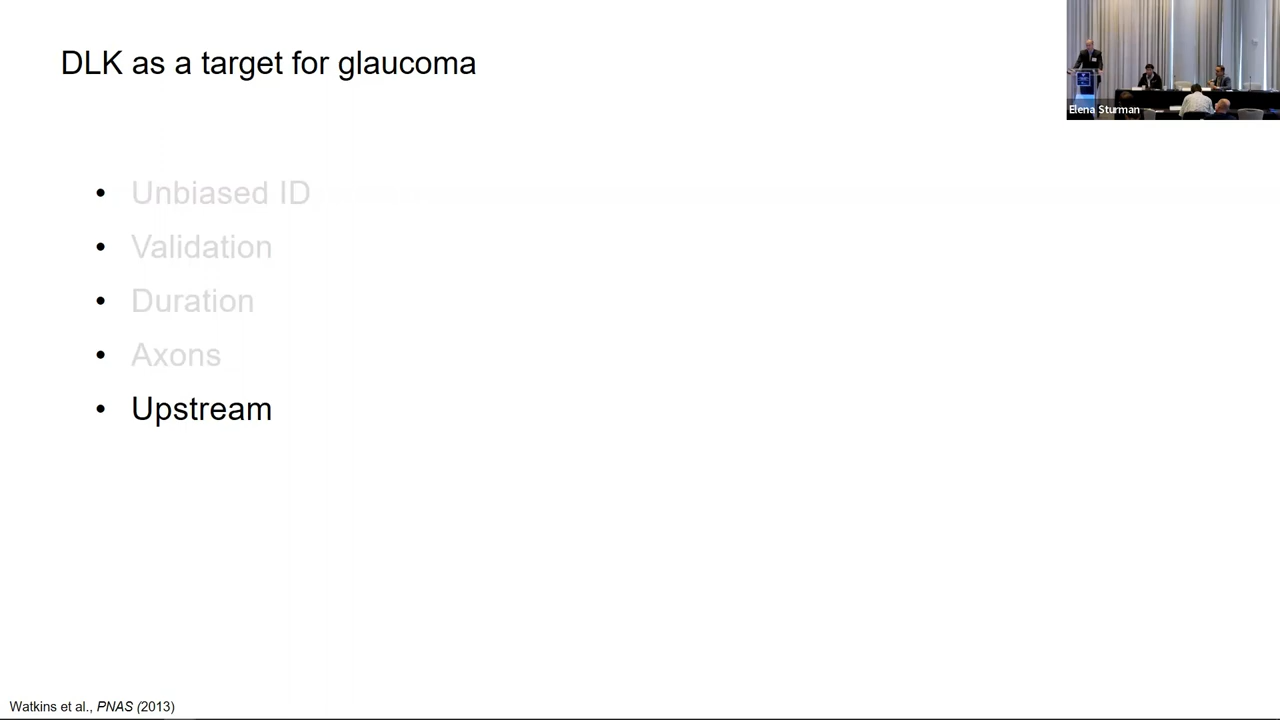 DLK as a target for glaucoma
Elena Sturman
• Unbiased ID
• Validation
• Duration
• Axons
• Upstream
Watkins et al., PNAS (2013)